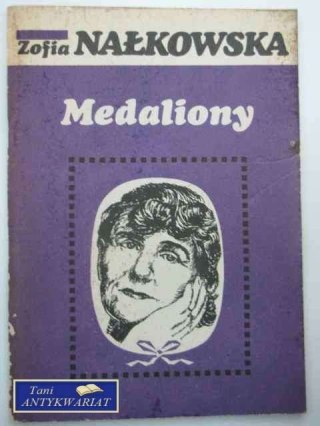 Zofia NAŁKOWSKA
Medaliony
Tani
ANTYKWARIAT